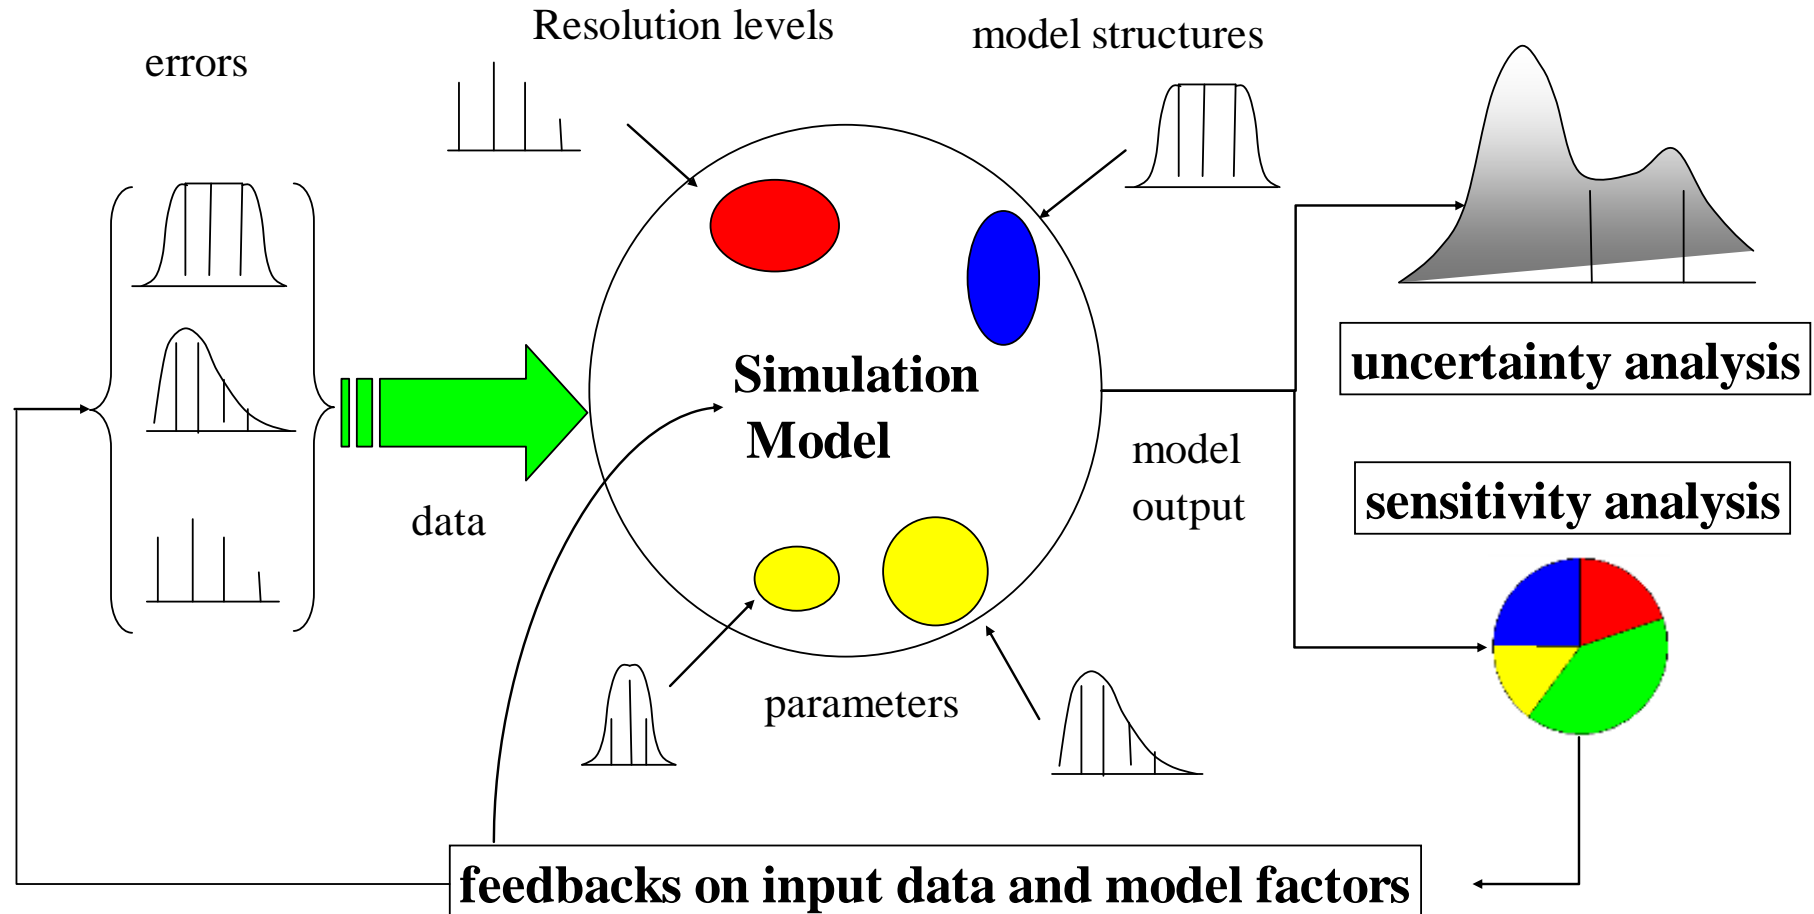 Resolution levels
model structures
errors
uncertainty analysis
Simulation
Model
model
output
sensitivity analysis
data
parameters
feedbacks on input data and model factors